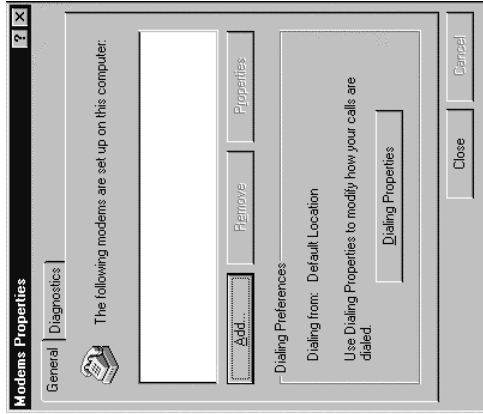 Modems Properties
General Diagnostics
The following modems are set up on this computer:
Add... Remove Properties
Dialing Preferences
Dialing from: Default Location
Use Dialing Properties to modify how your calls are
dialed.
Dialing Properties
Close Cancel